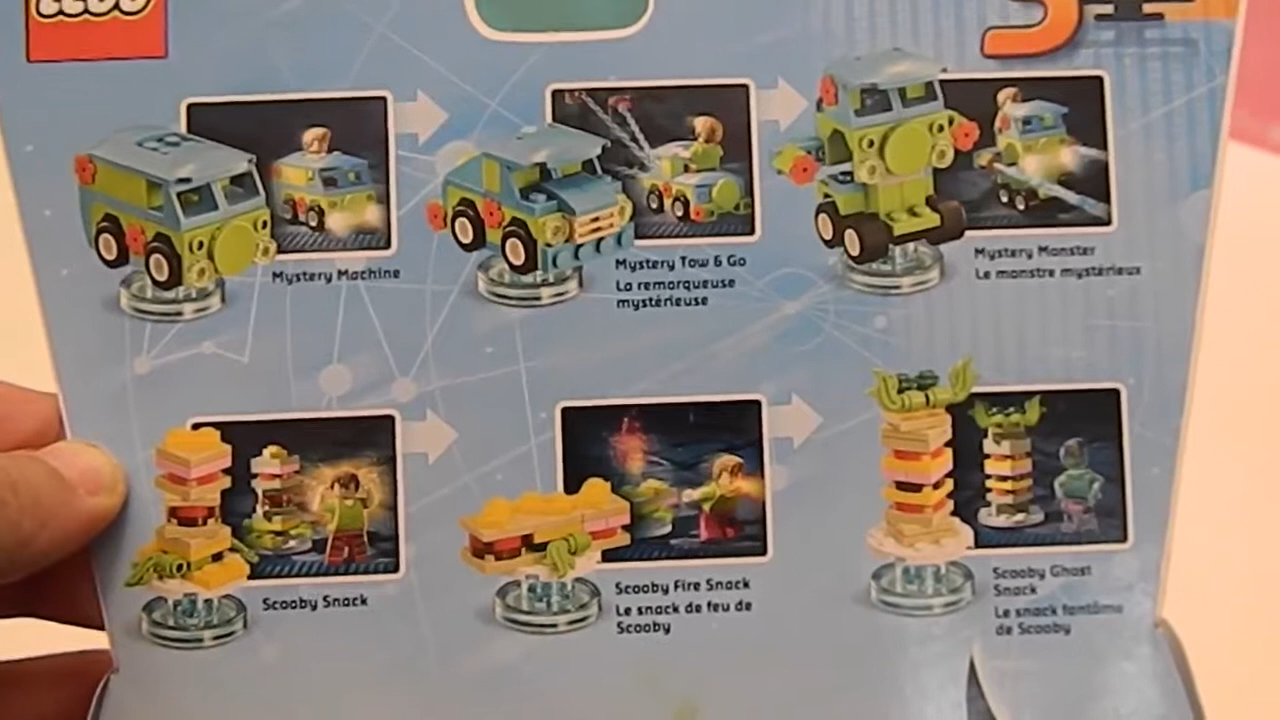 LEGO
Mystery Machine
Mystery Tow & Go
La remorqueuse
mystérieuse
Mystery Monster
Le monstre mystérieux
Scooby Snack
Scooby Fire Snack
Le snack de feu de
Scooby
Scooby Ghost
Snack
Le snack fantôme
de Scooby